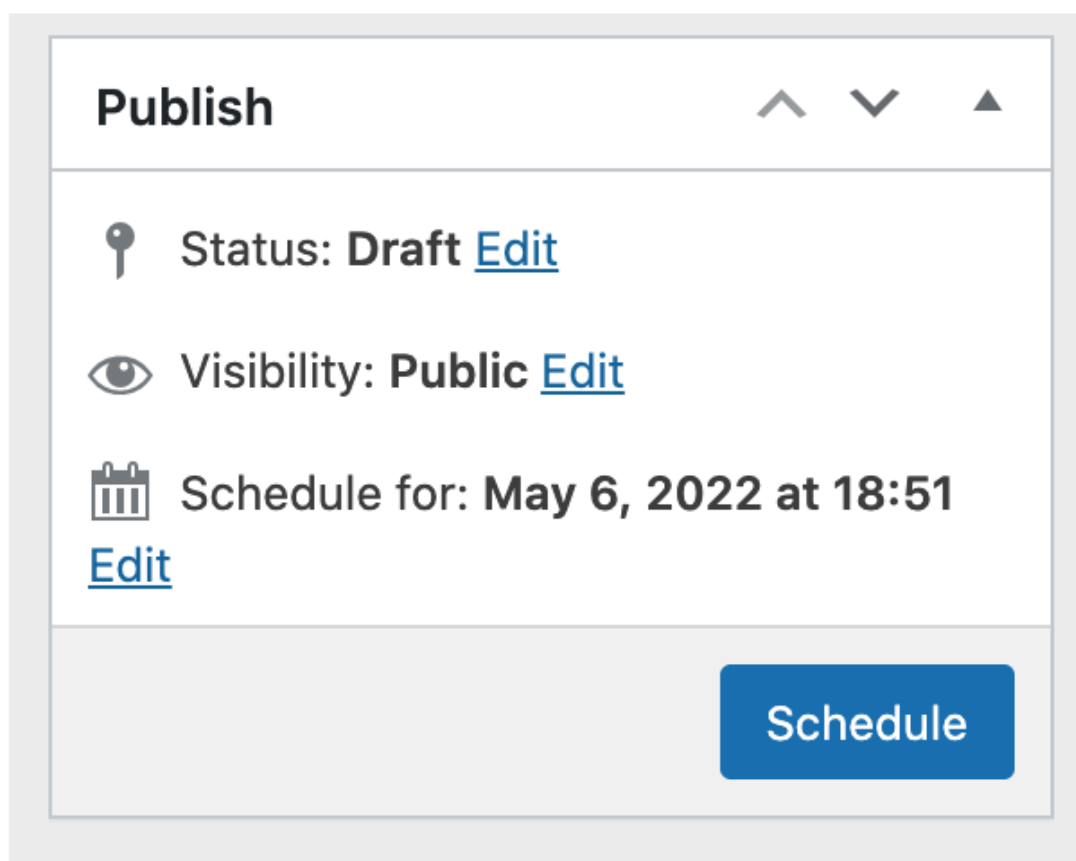 Publish
Status: Draft Edit
Visibility: Public Edit
Schedule for: May 6, 2022 at 18:51
Edit
Schedule